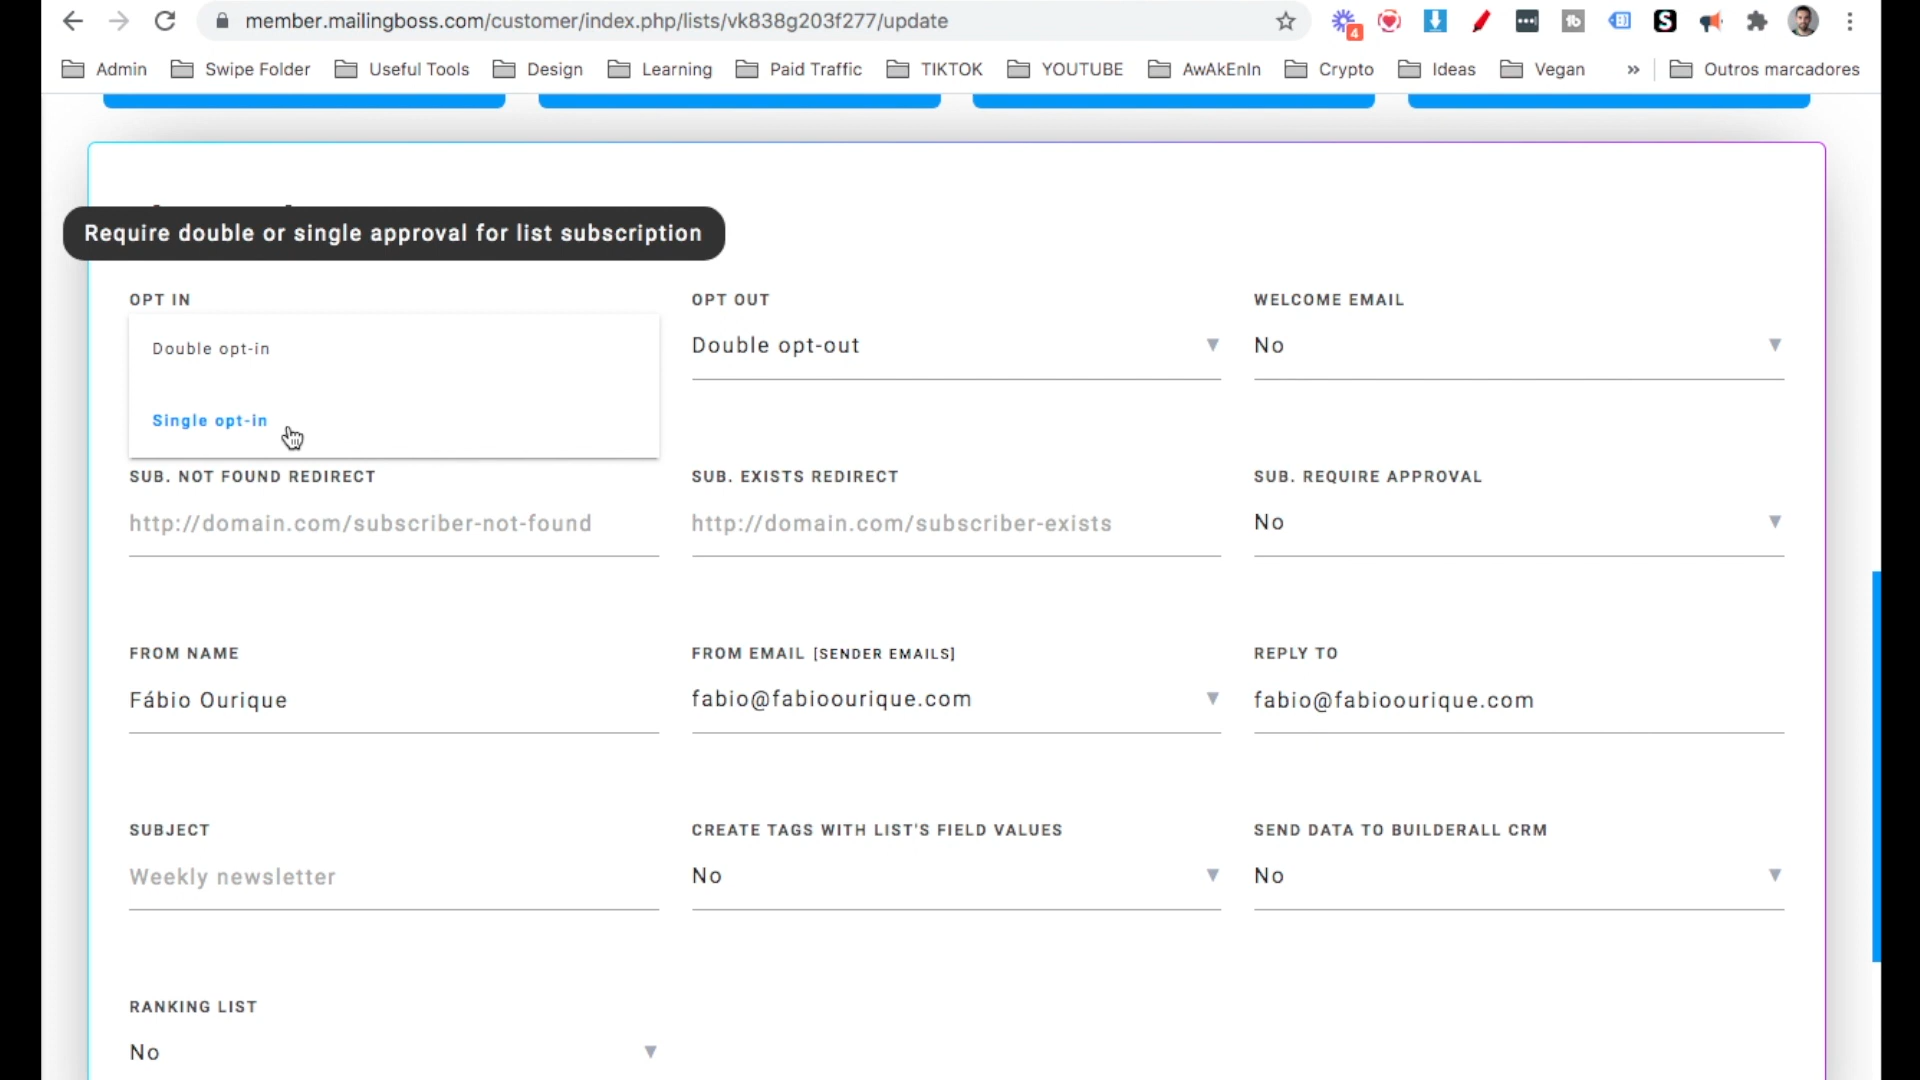 member.mailingboss.com/customer/index.php/lists/vk838g203f277/update
4
Admin Swipe Folder Useful Tools Design Learning Paid Traffic TIKTOK YOUTUBE AwAkEnIn Crypto Ideas Vegan » Outros marcadores
Require double or single approval for list subscription
OPT IN OPT OUT WELCOME EMAIL
Double opt-in Double opt-out No
Single opt-in
SUB. NOT FOUND REDIRECT SUB. EXISTS REDIRECT SUB. REQUIRE APPROVAL
http://domain.com/subscriber-not-found http://domain.com/subscriber-exists No
FROM NAME FROM EMAIL [SENDER EMAILS] REPLY TO
Fábio Ourique fabio@fabioourique.com fabio@fabioourique.com
SUBJECT CREATE TAGS WITH LIST'S FIELD VALUES SEND DATA TO BUILDERALL CRM
Weekly newsletter No No
RANKING LIST
No